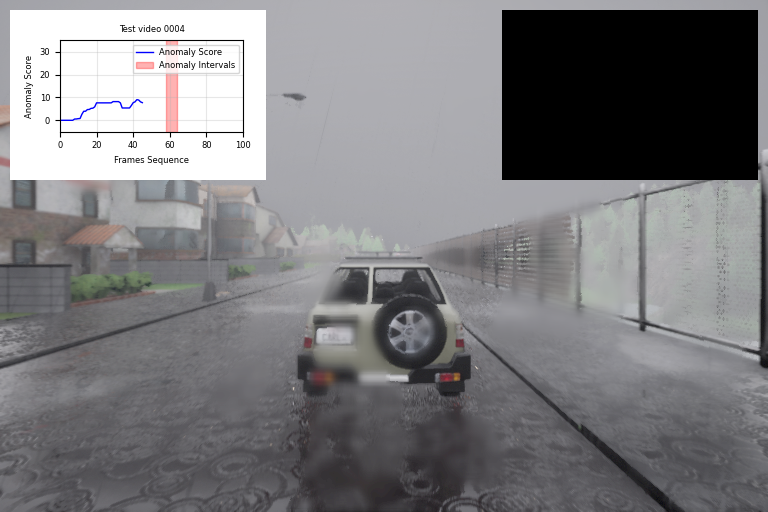 Test video 0004
Anomaly Score
Anomaly Intervals
Anomaly Score
30
20
10
0
0 20 40 60 80 100
Frames Sequence